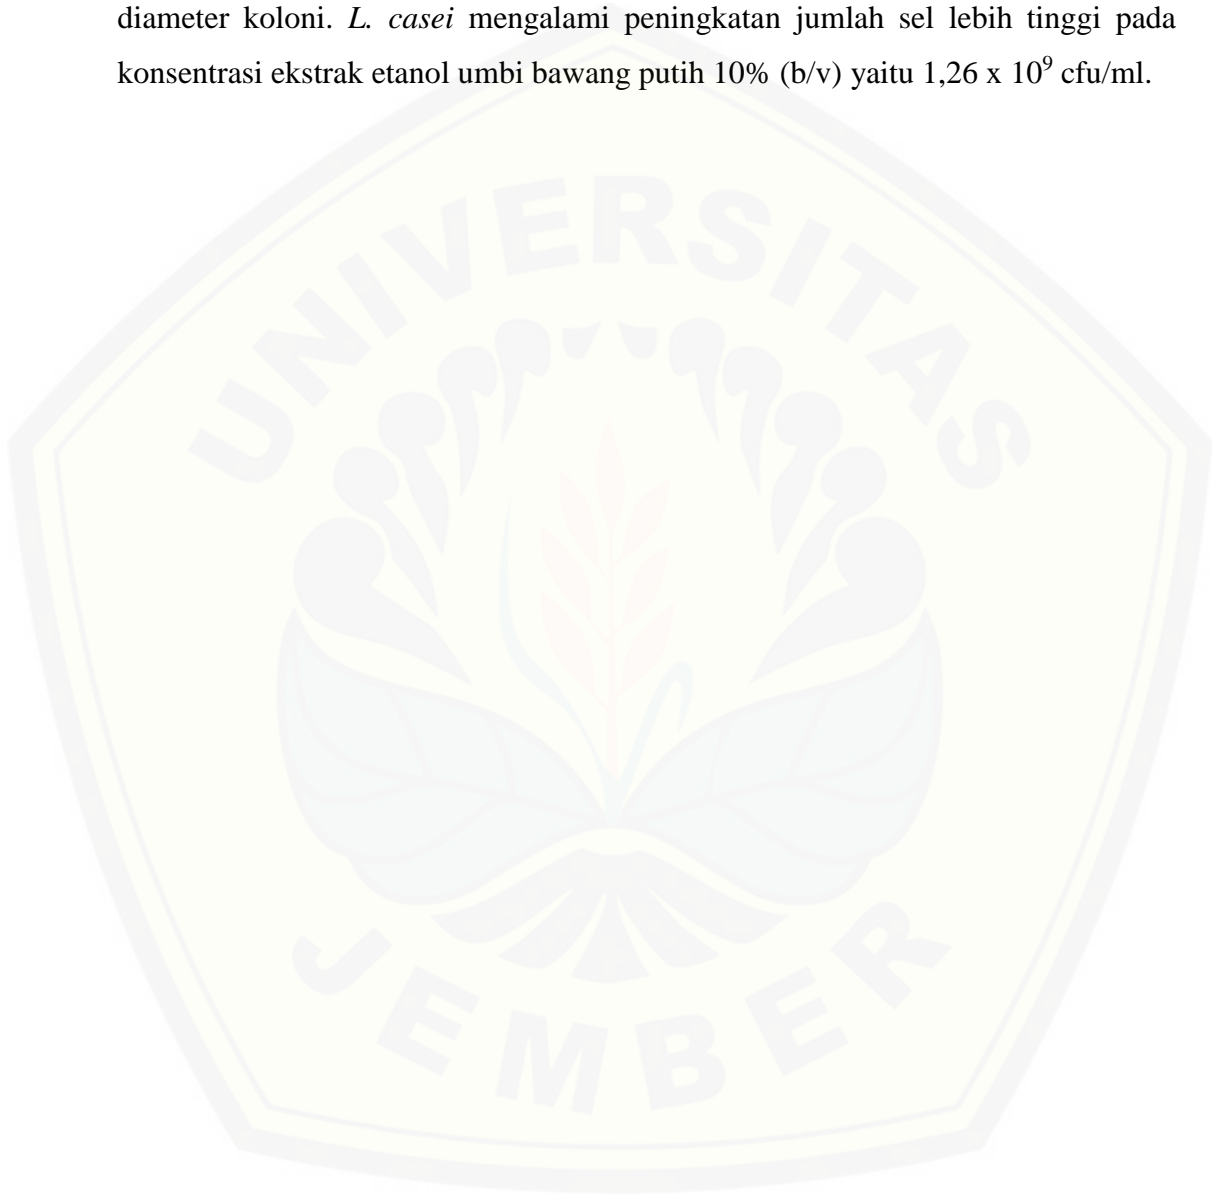 diameter koloni. L. casei mengalami peningkatan jumlah sel lebih tinggi pada
konsentrasi ekstrak etanol umbi bawang putih 10% (b/v) yaitu 1,26 x 10⁹ cfu/ml.
UNIVERSITAS
JEMBER